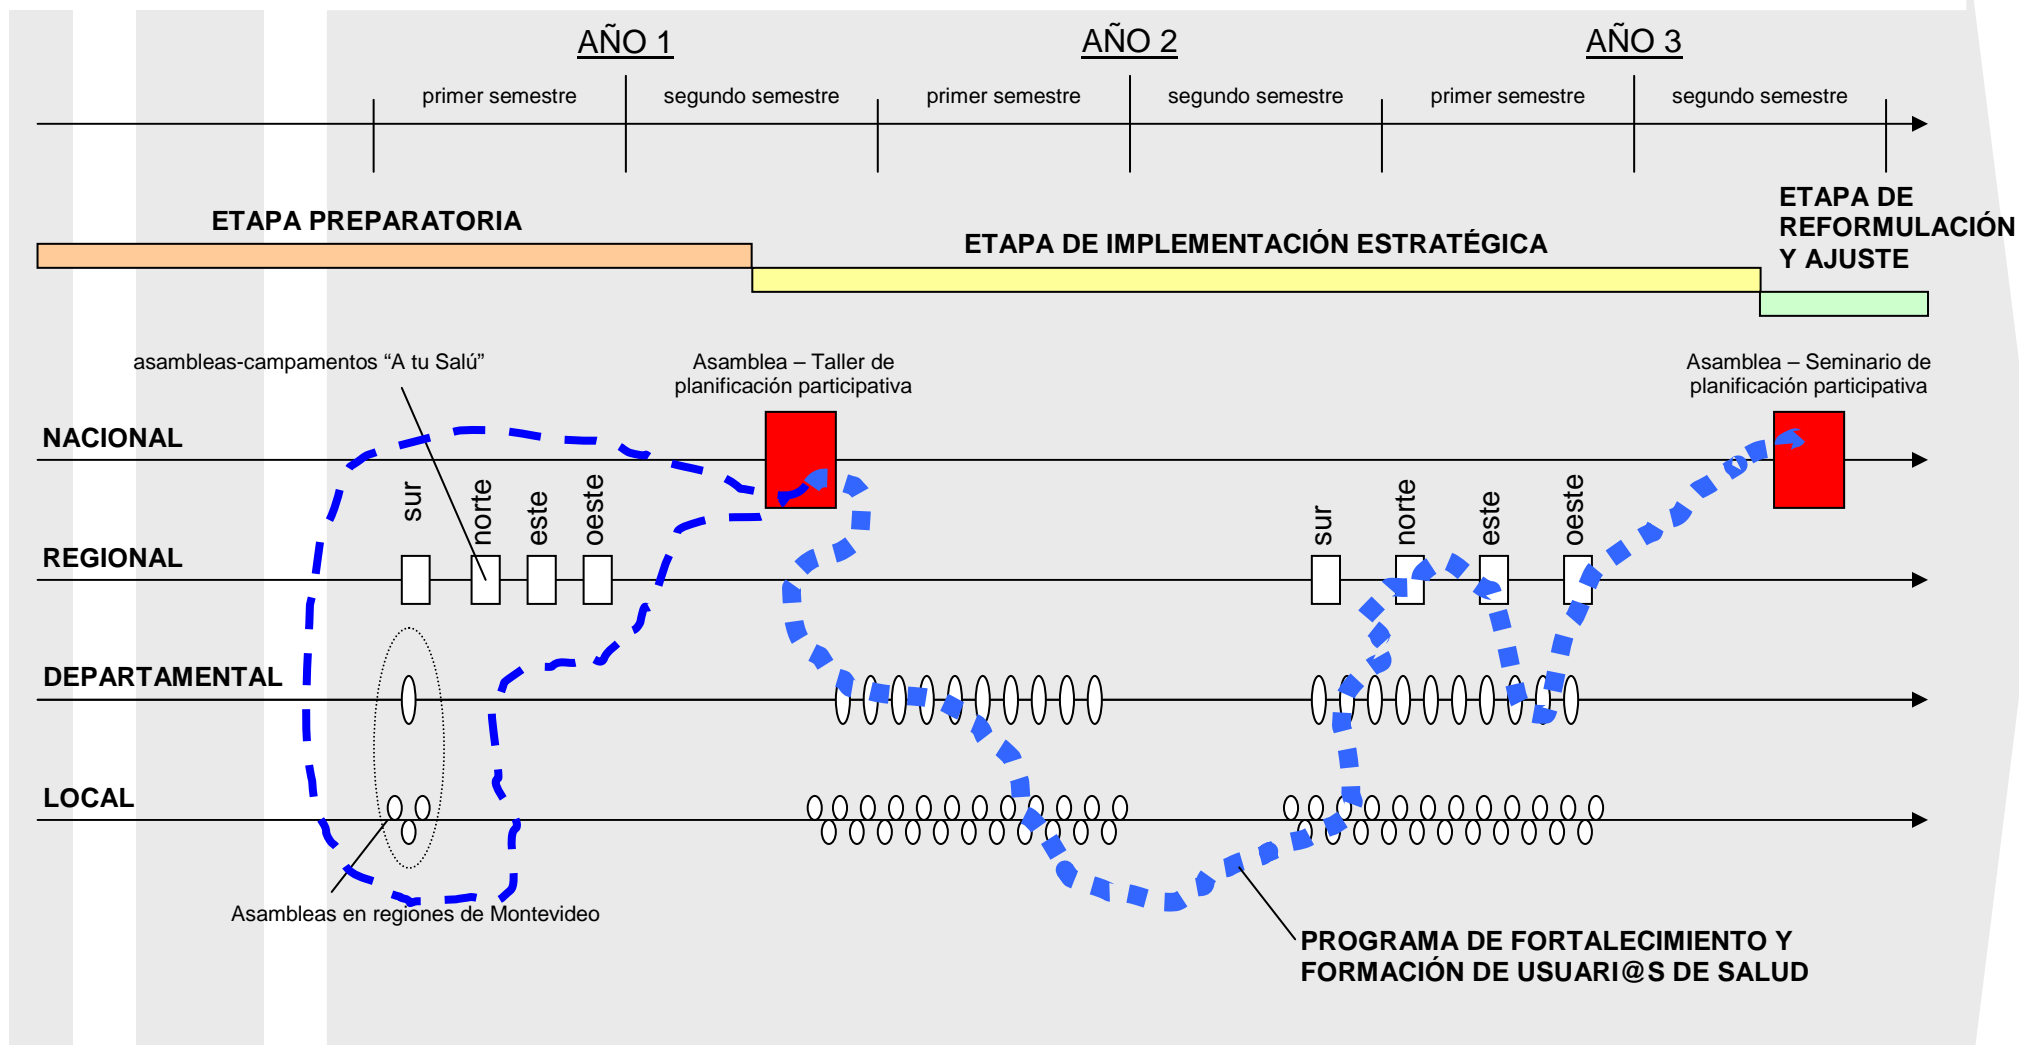 AÑO 1
AÑO 2
AÑO 3
primer semestre
segundo semestre
primer semestre
segundo semestre
primer semestre
segundo semestre
ETAPA PREPARATORIA
ETAPA DE IMPLEMENTACIÓN ESTRATÉGICA
ETAPA DE
REFORMULACIÓN
Y AJUSTE
asambleas-campamentos “A tu Salú”
Asamblea – Taller de
planificación participativa
Asamblea – Seminario de
planificación participativa
NACIONAL
sur
norte
este
oeste
sur
norte
este
oeste
REGIONAL
DEPARTAMENTAL
LOCAL
Asambleas en regiones de Montevideo
PROGRAMA DE FORTALECIMIENTO Y
FORMACIÓN DE USUARI@S DE SALUD